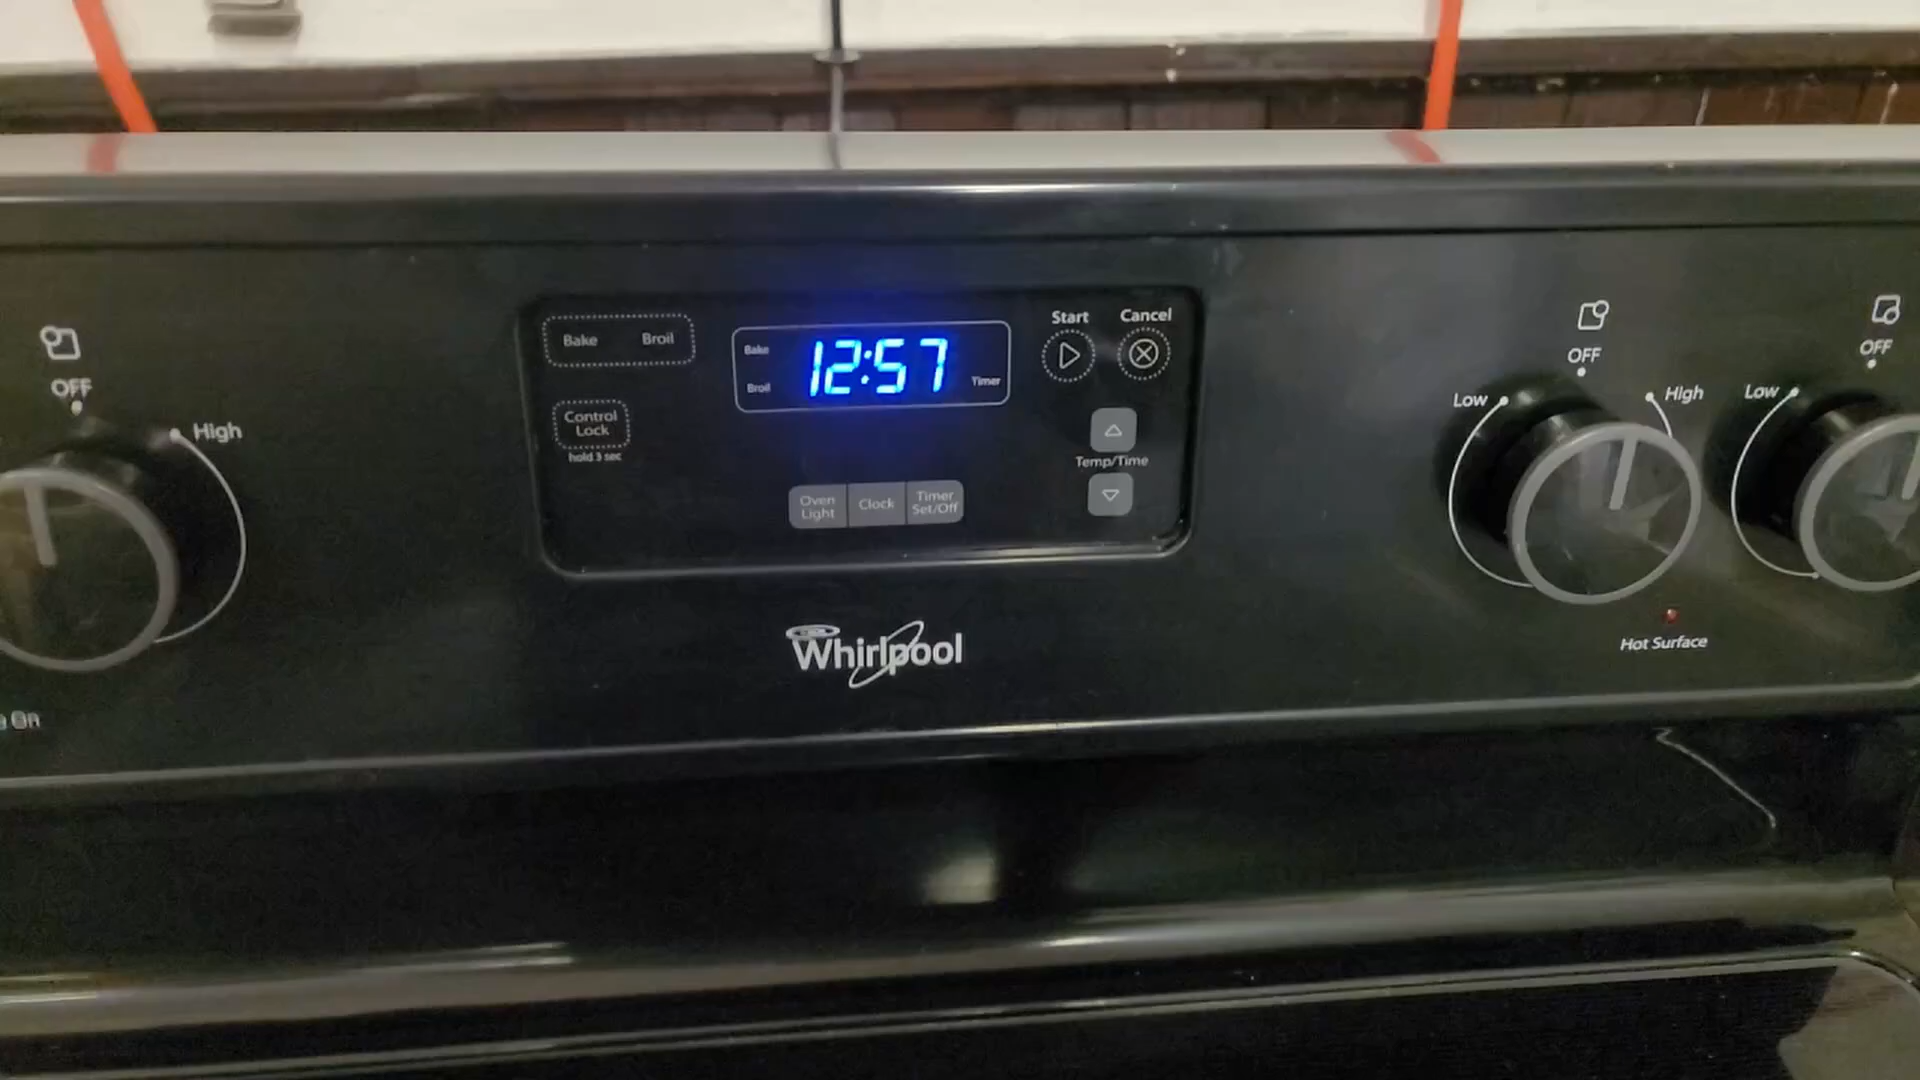 Bake Broil
Control
Lock
hold 3 sec
Bake
Broil
12:57
Timer
Start
Cancel
Temp/Time
Oven
Light
Clock
Timer
Set/Off
Whirlpool
OFF
High
On
OFF
Low
High
Hot Surface
OFF
Low